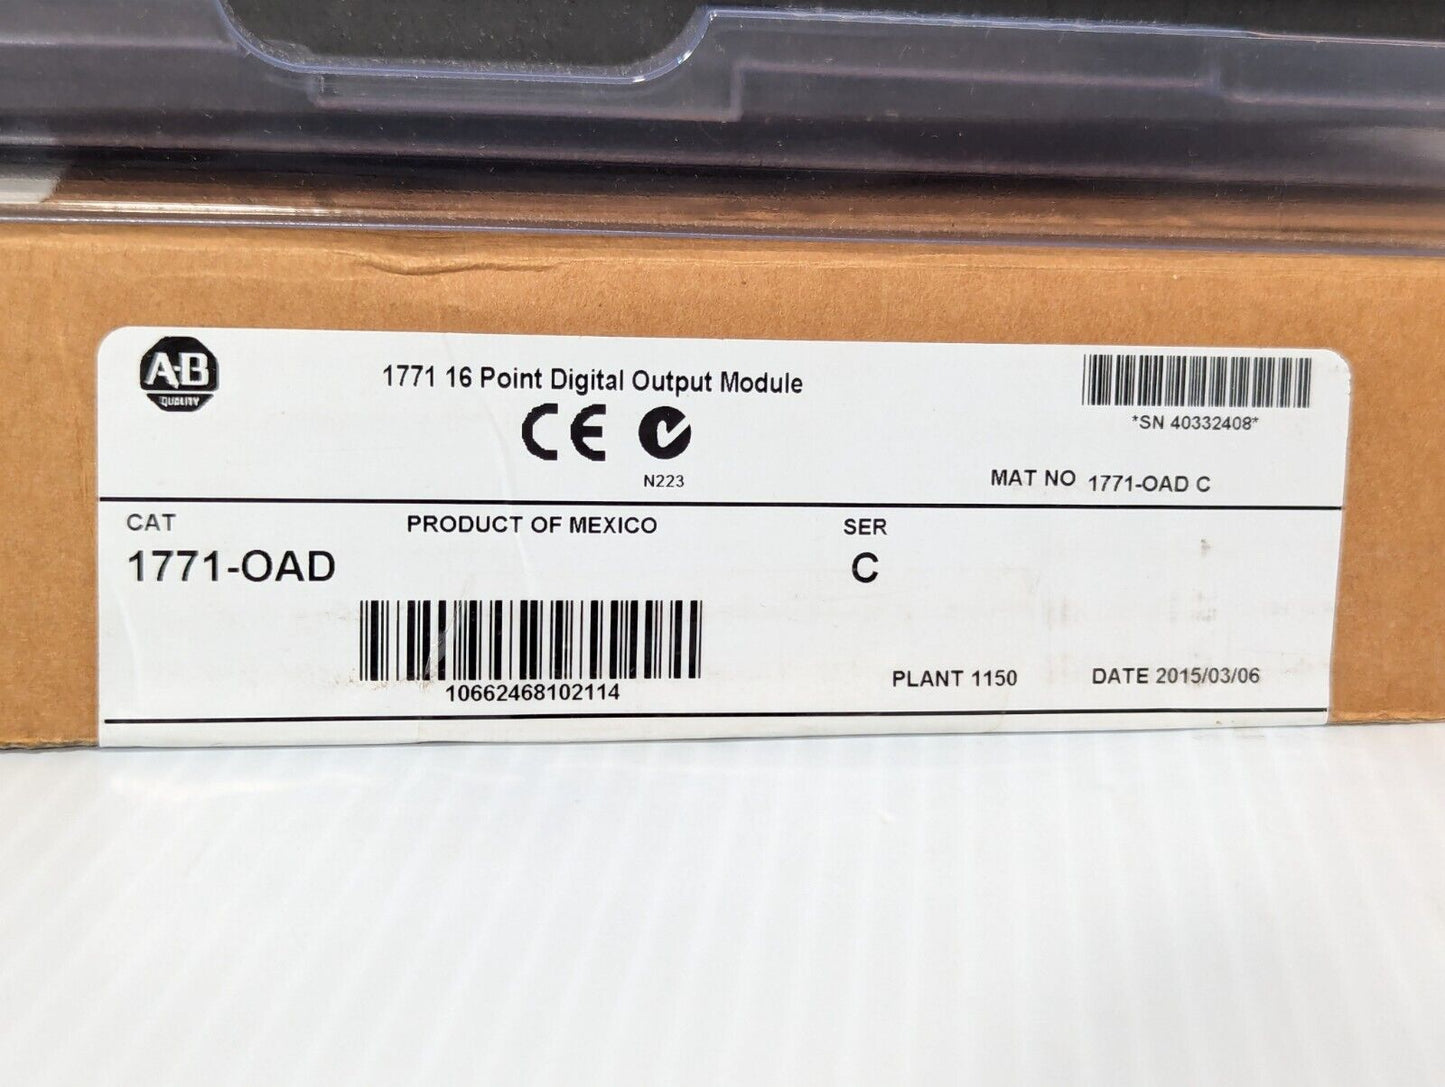 A-B
QUALITY
1771 16 Point Digital Output Module
CE
N223
*SN 40332408*
MAT NO 1771-OAD C
CAT
1771-OAD
PRODUCT OF MEXICO
SER
C
10662468102114
PLANT 1150
DATE 2015/03/06